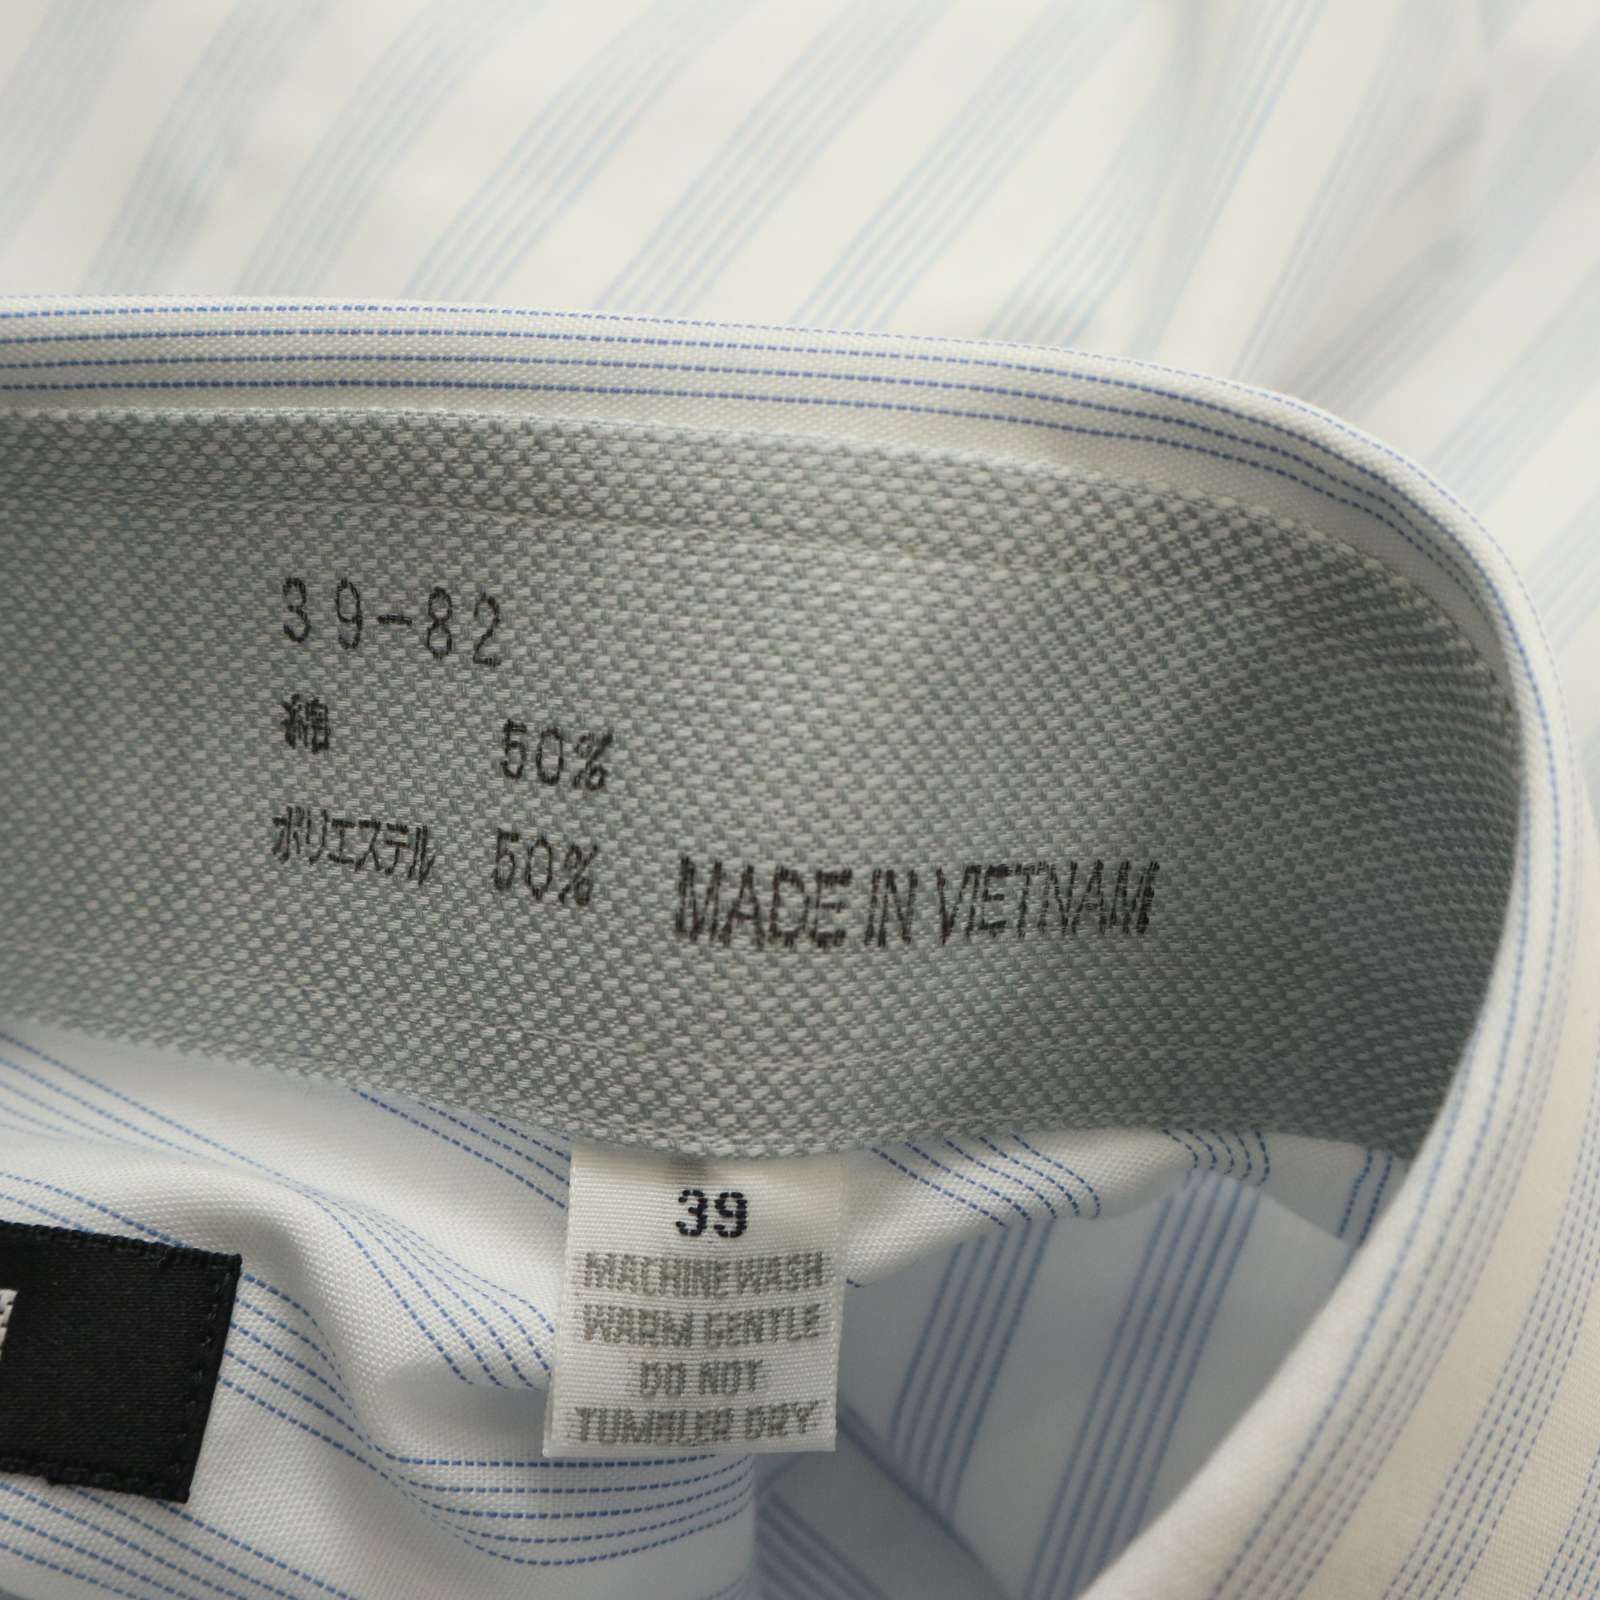 39-82
綿 50%
ポリエステル 50% MADE IN VIETNAM
39
MACHINE WASH
WARM GENTLE
DO NOT
TUMBLER DRY